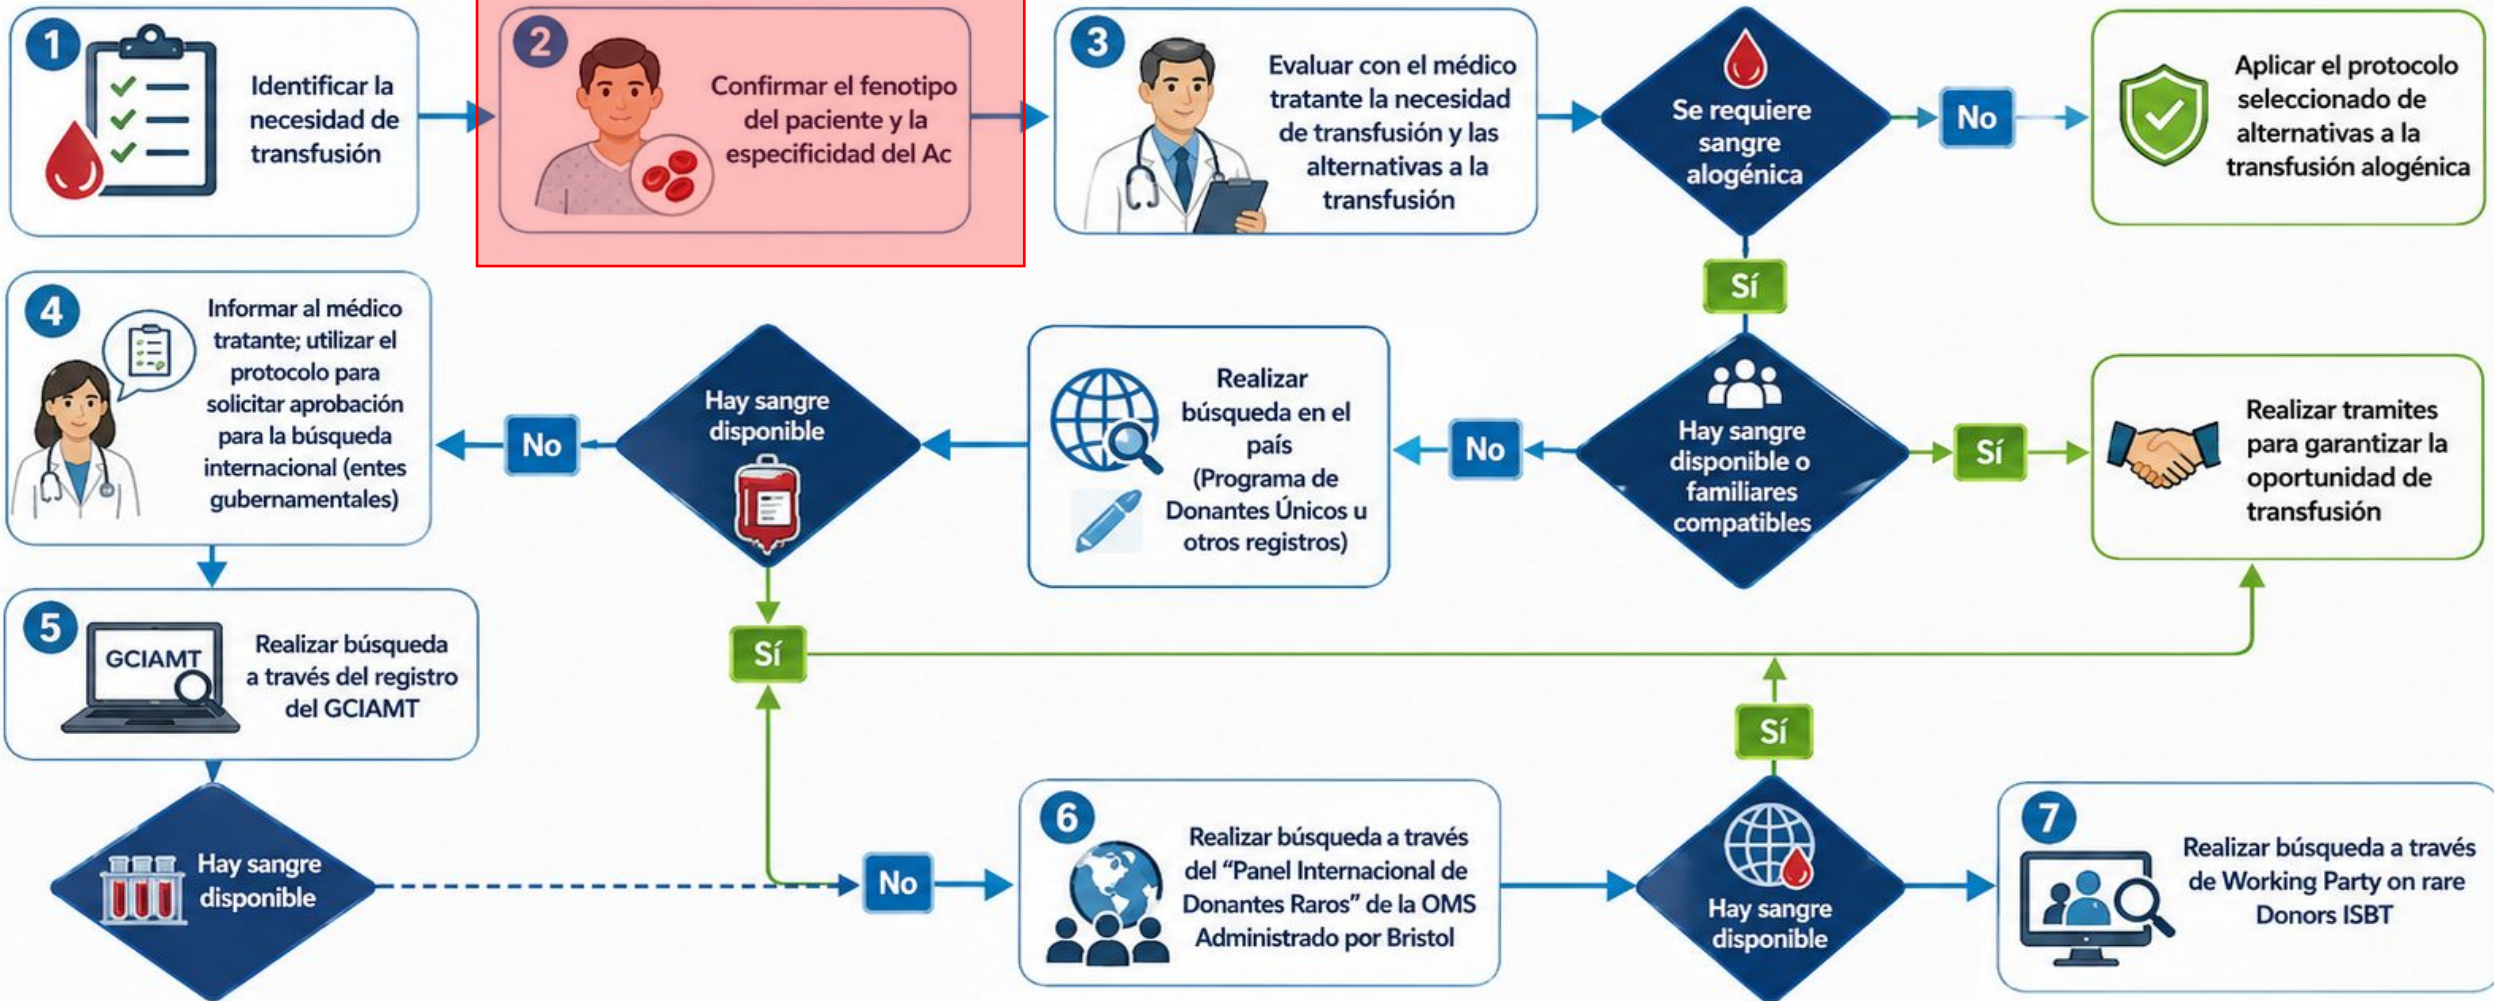 1
Identificar la
necesidad de
transfusión
2
Confirmar el fenotipo
del paciente y la
especificidad del Ac
3
Evaluar con el médico
tratante la necesidad
de transfusión y las
alternativas a la
transfusión
Se requiere
sangre
alogénica
No
Aplicar el protocolo
seleccionado de
alternativas a la
transfusión alogénica
Sí
Hay sangre
disponible o
familiares
compatibles
Sí
Realizar tramites
para garantizar la
oportunidad de
transfusión
No
Realizar
búsqueda en el
país
(Programa de
Donantes Únicos u
otros registros)
Hay sangre
disponible
No
4
Informar al médico
tratante; utilizar el
protocolo para
solicitar aprobación
para la búsqueda
internacional (entes
gubernamentales)
Sí
5
GCIAMT
Realizar búsqueda
a través del registro
del GCIAMT
Hay sangre
disponible
No
6
Realizar búsqueda a través
del “Panel Internacional de
Donantes Raros” de la OMS
Administrado por Bristol
Sí
Hay sangre
disponible
7
Realizar búsqueda a través
de Working Party on rare
Donors ISBT